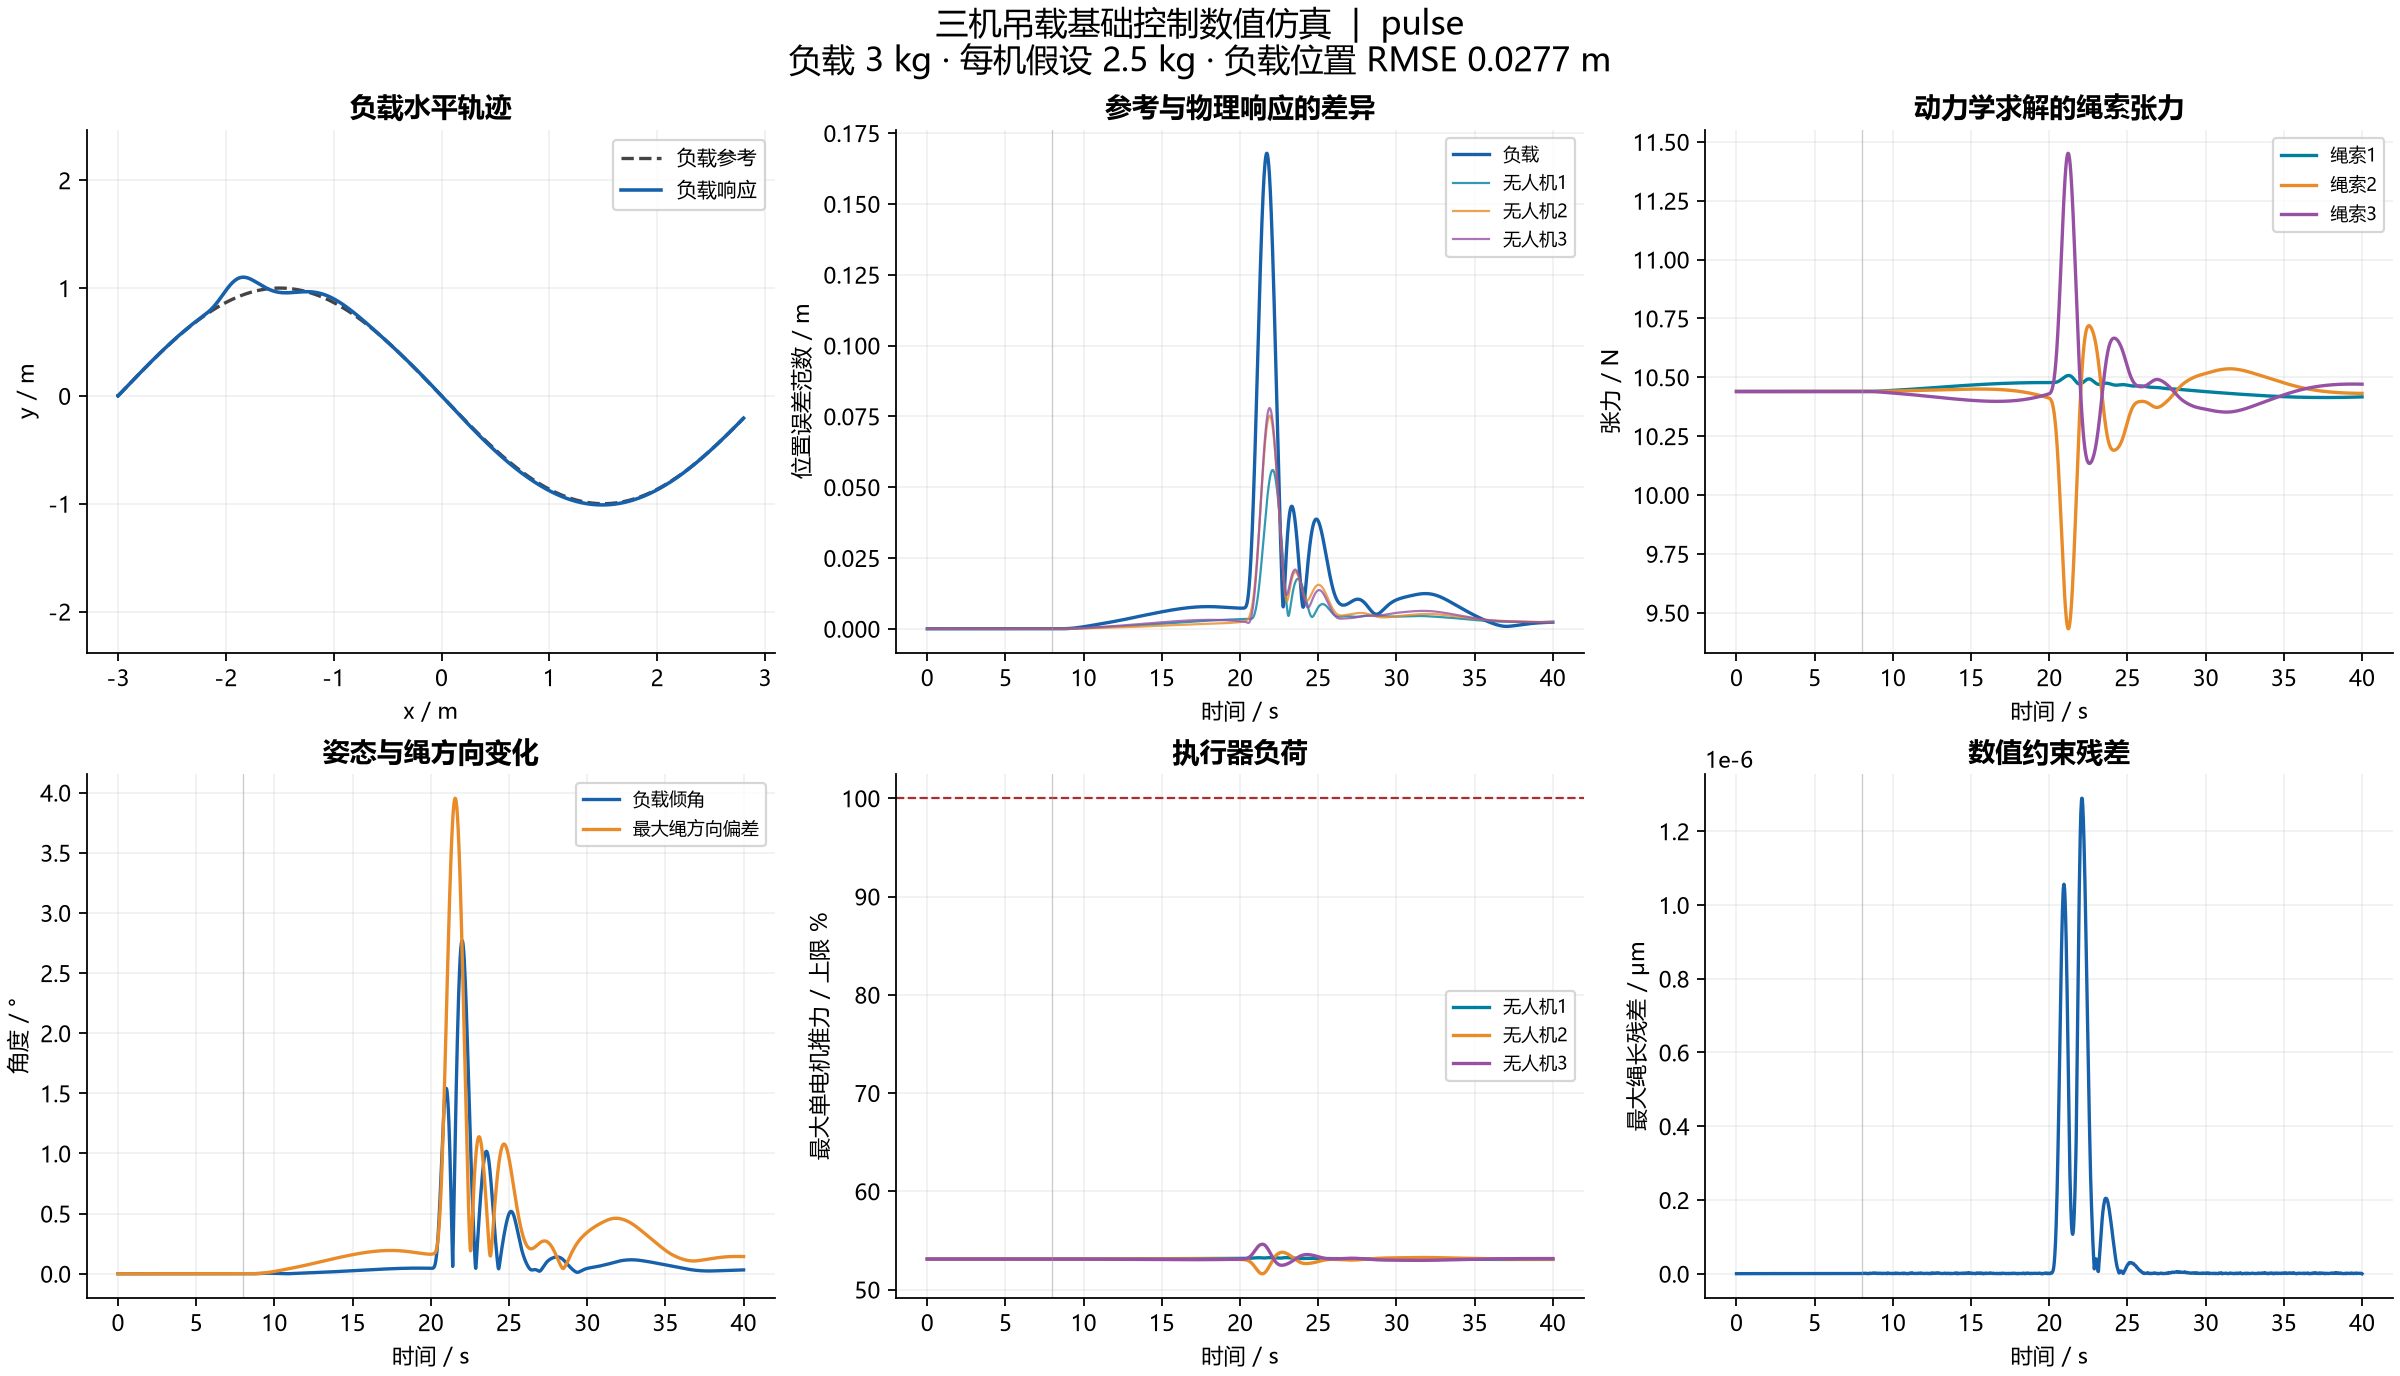 三机吊载基础控制数值仿真 | pulse
负载 3 kg · 每机假设 2.5 kg · 负载位置 RMSE 0.0277 m
负载水平轨迹
负载参考
负载响应
2
1
0
-1
-2
y / m
-3 -2 -1 0 1 2 3
x / m
参考与物理响应的差异
负载
无人机1
无人机2
无人机3
0.175
0.150
0.125
0.100
0.075
0.050
0.025
0.000
位置误差范数 / m
0 5 10 15 20 25 30 35 40
时间 / s
动力学求解的绳索张力
绳索1
绳索2
绳索3
11.50
11.25
11.00
10.75
10.50
10.25
10.00
9.75
9.50
张力 / N
0 5 10 15 20 25 30 35 40
时间 / s
姿态与绳方向变化
负载倾角
最大绳方向偏差
4.0
3.5
3.0
2.5
2.0
1.5
1.0
0.5
0.0
角度 / °
0 5 10 15 20 25 30 35 40
时间 / s
执行器负荷
100
90
80
70
60
50
最大单电机推力 / 上限 %
无人机1
无人机2
无人机3
0 5 10 15 20 25 30 35 40
时间 / s
数值约束残差
1e-6
1.2
1.0
0.8
0.6
0.4
0.2
0.0
最大绳长残差 / μm
0 5 10 15 20 25 30 35 40
时间 / s